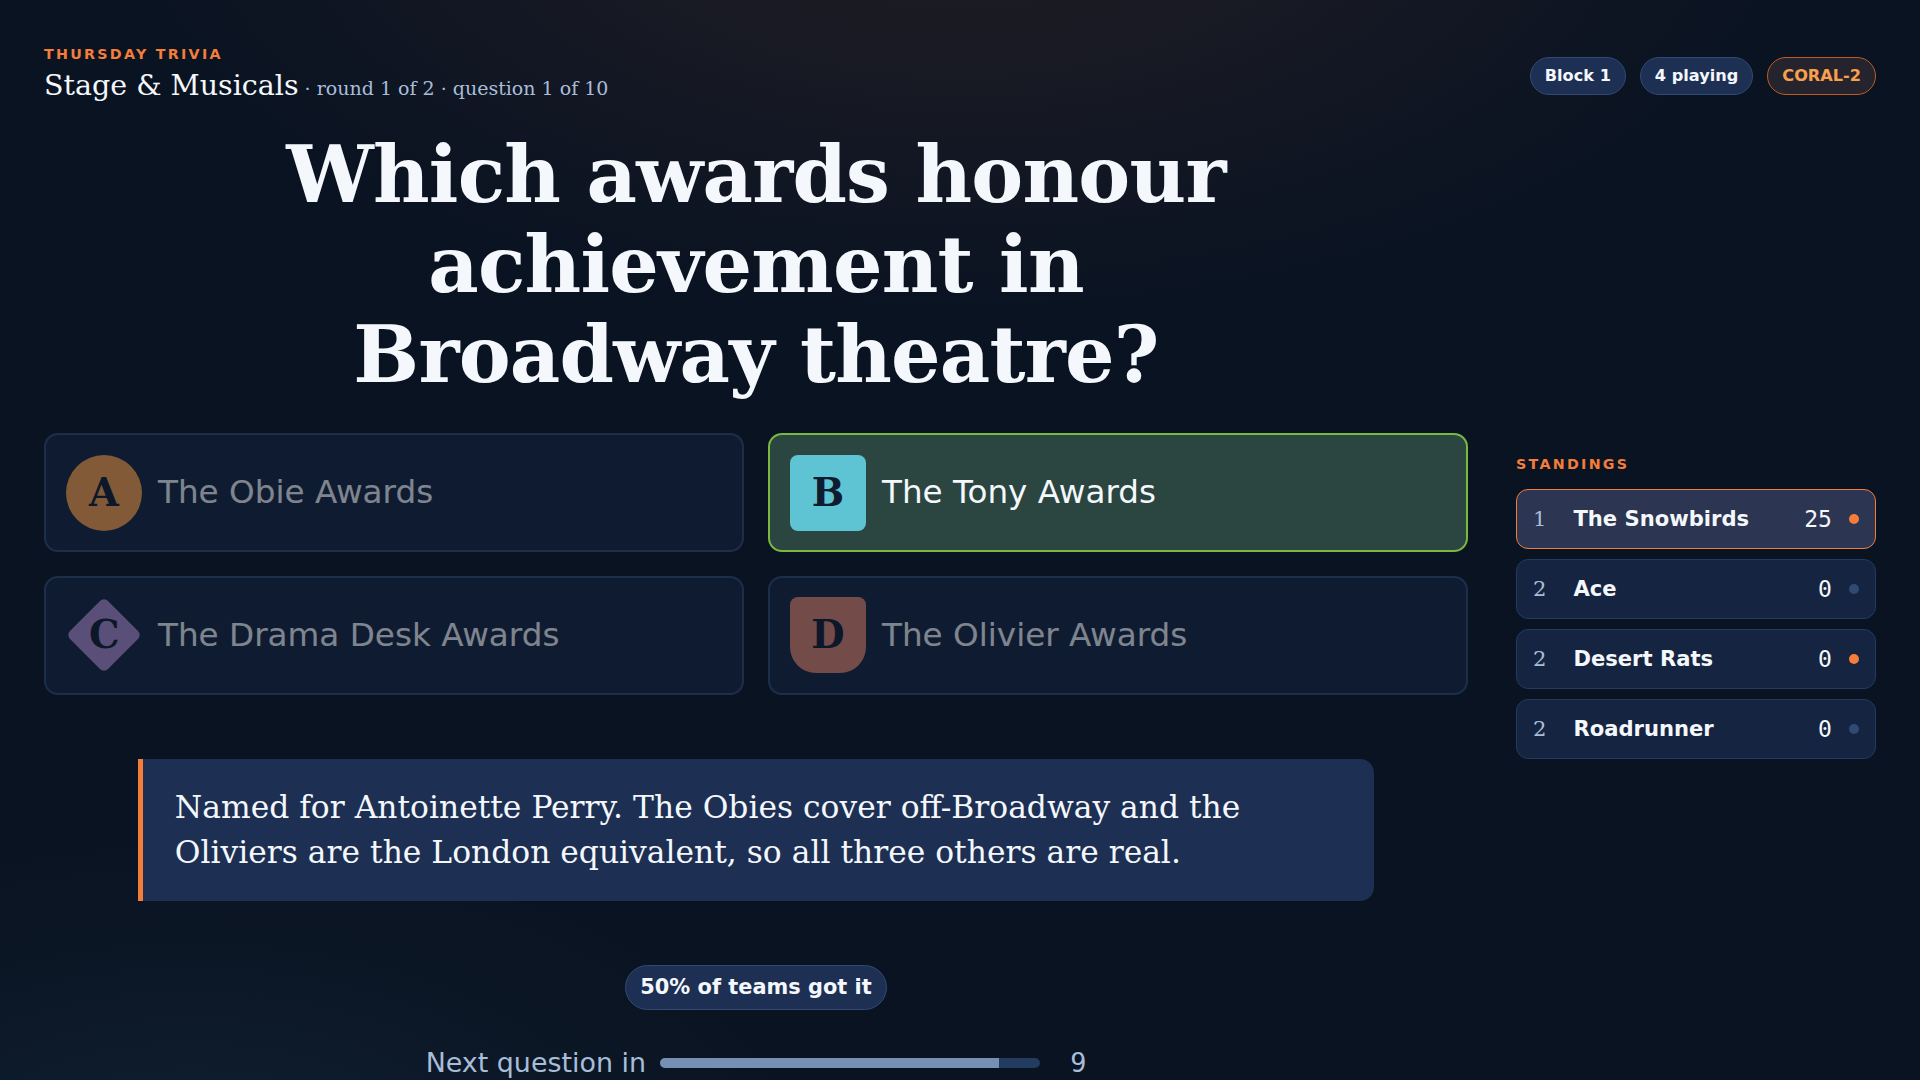 THURSDAY TRIVIA
Stage & Musicals · round 1 of 2 · question 1 of 10
Block 1
4 playing
CORAL-2
Which awards honour
achievement in
Broadway theatre?
A The Obie Awards
B The Tony Awards
C The Drama Desk Awards
D The Olivier Awards
Named for Antoinette Perry. The Obies cover off-Broadway and the
Oliviers are the London equivalent, so all three others are real.
50% of teams got it
Next question in 9
STANDINGS
1 The Snowbirds 25
2 Ace 0
2 Desert Rats 0
2 Roadrunner 0